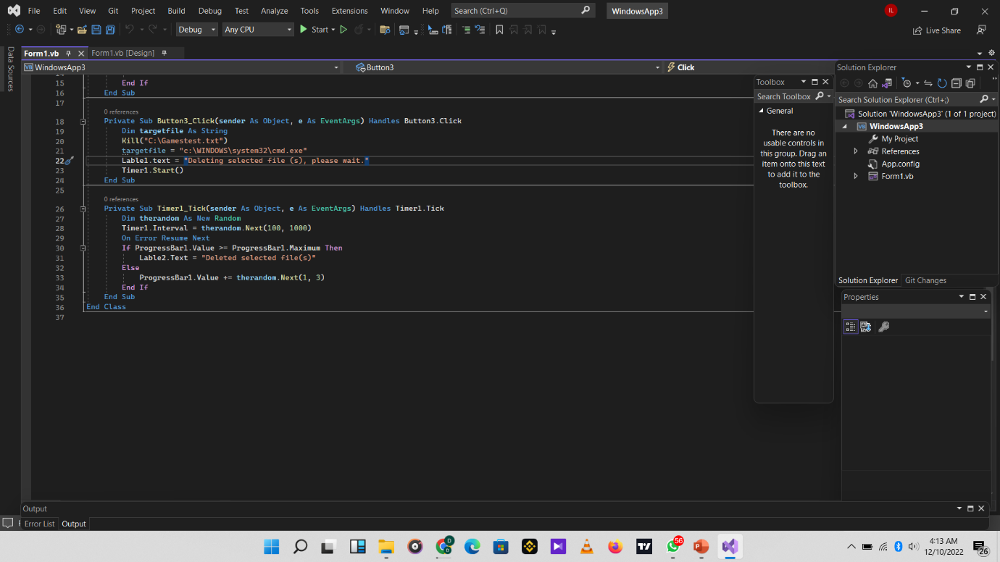 File Edit View Git Project Build Debug Test Analyze Tools Extensions Window Help Search (Ctrl+Q) WindowsApp3 IL
Debug Any CPU Start Live Share
Data Sources
Form1.vb Form1.vb [Design]
WindowsApp3 Button3 Click
15 End If
16 End Sub
17
0 references
18 Private Sub Button3_Click(sender As Object, e As EventArgs) Handles Button3.Click
19 Dim targetfile As String
20 Kill("C:\Gamestest.txt")
21 targetfile = "c:\WINDOWS\system32\cmd.exe"
22 Lable1.text = "Deleting selected file (s), please wait."
23 Timer1.Start()
24 End Sub
25
0 references
26 Private Sub Timer1_Tick(sender As Object, e As EventArgs) Handles Timer1.Tick
27 Dim therandom As New Random
28 Timer1.Interval = therandom.Next(100, 1000)
29 On Error Resume Next
30 If ProgressBar1.Value >= ProgressBar1.Maximum Then
31 Lable2.Text = "Deleted selected file(s)"
32 Else
33 ProgressBar1.Value += therandom.Next(1, 3)
34 End If
35 End Sub
36 End Class
37
Toolbox
Search Toolbox
General
There are no
usable controls in
this group. Drag an
item onto this text
to add it to the
toolbox.
Solution Explorer
Search Solution Explorer (Ctrl+;)
Solution 'WindowsApp3' (1 of 1 project)
VB WindowsApp3
My Project
References
App.config
Form1.vb
Solution Explorer Git Changes
Properties
Output
Error List Output
56
4:13 AM
12/10/2022
26